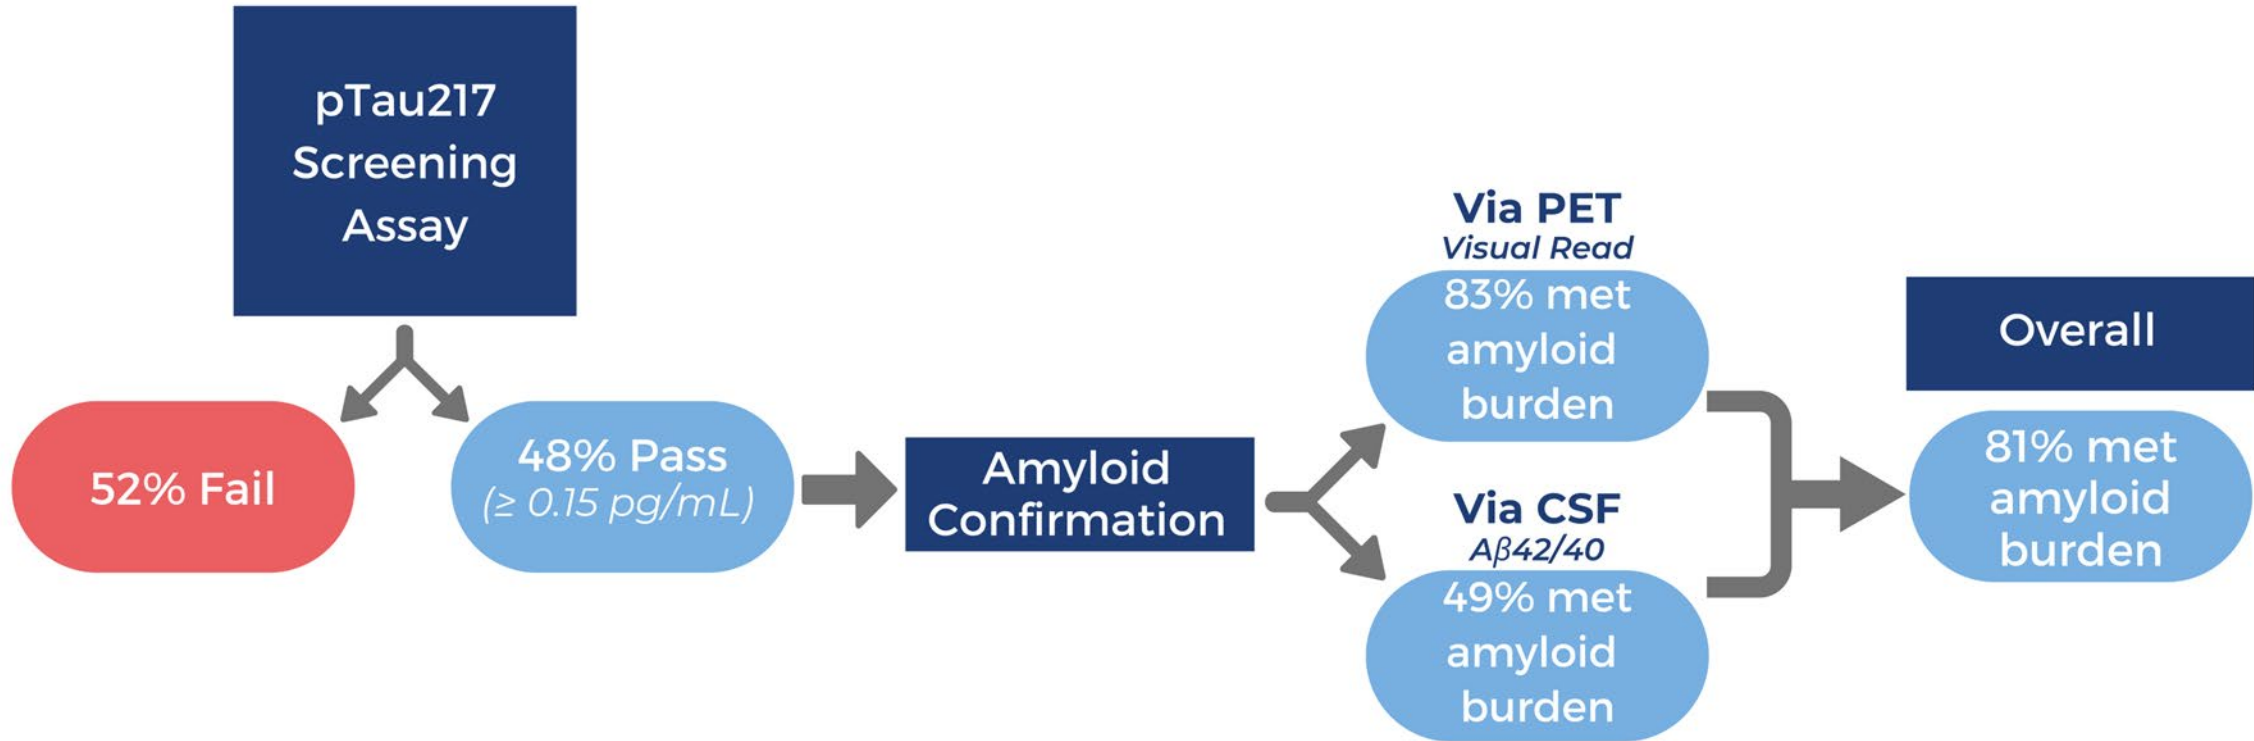 pTau217
Screening
Assay
52% Fail
48% Pass
(≥ 0.15 pg/mL)
Amyloid
Confirmation
Via PET
Visual Read
83% met
amyloid
burden
Via CSF
Aβ42/40
49% met
amyloid
burden
Overall
81% met
amyloid
burden